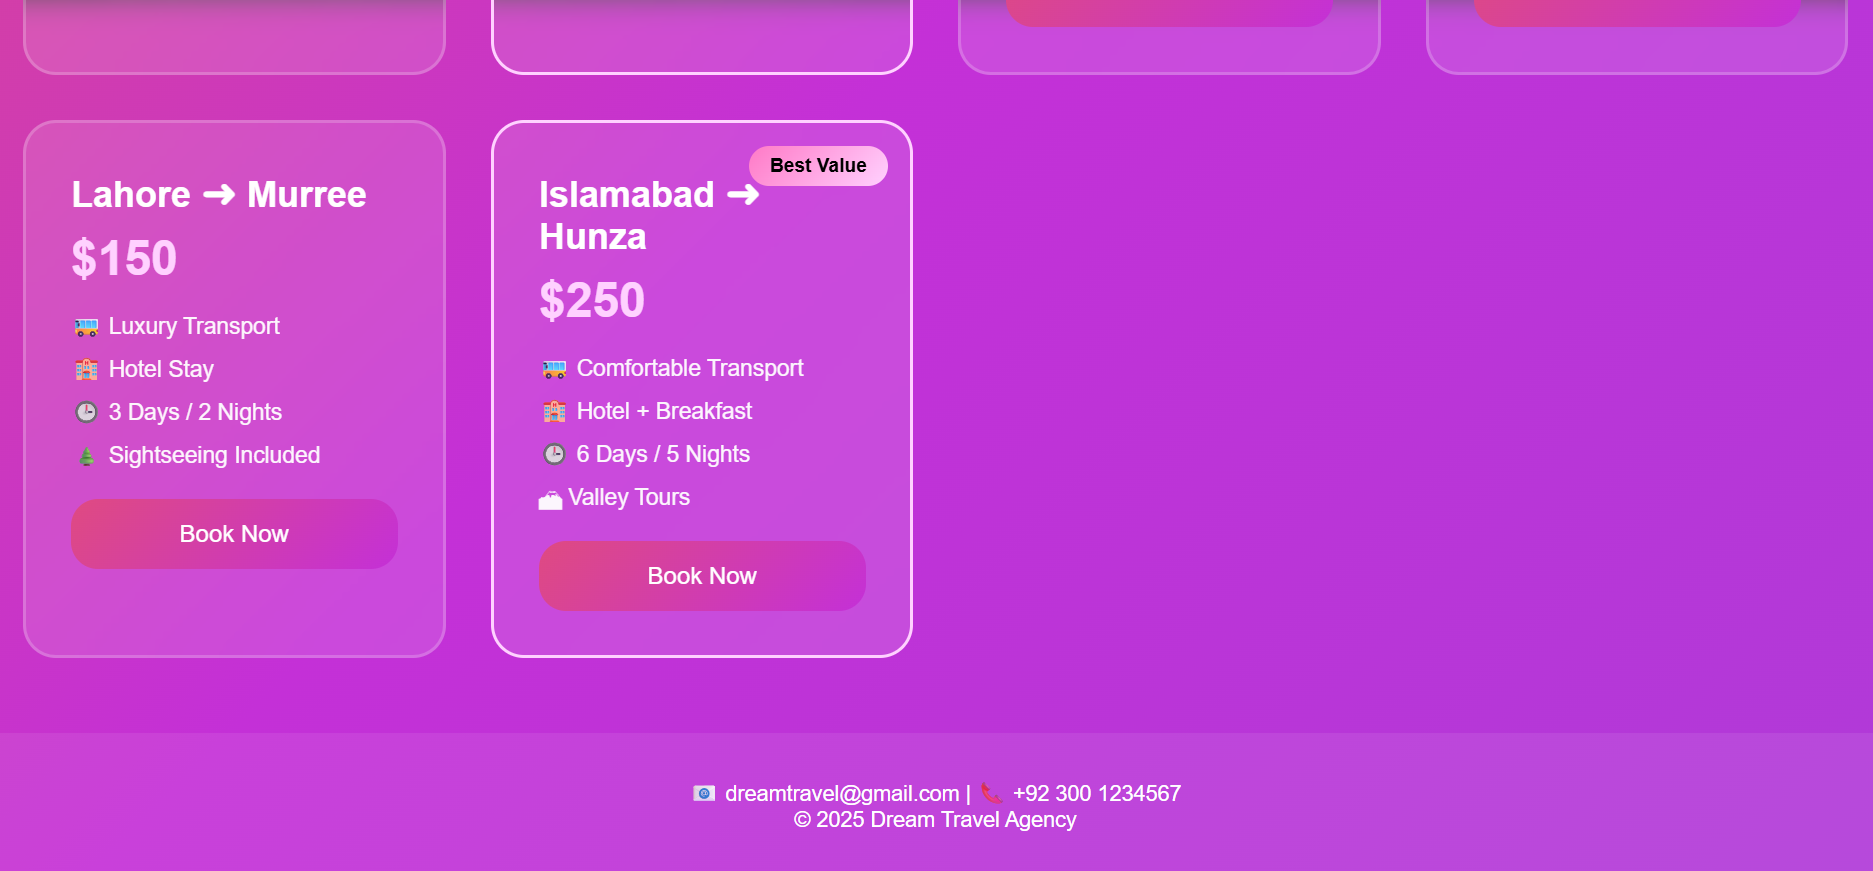 Lahore ➜ Murree
$150
🚌 Luxury Transport
🏨 Hotel Stay
🕒 3 Days / 2 Nights
🌲 Sightseeing Included
Book Now
Best Value
Islamabad ➜
Hunza
$250
🚌 Comfortable Transport
🏨 Hotel + Breakfast
🕒 6 Days / 5 Nights
🏔 Valley Tours
Book Now
📧 dreamtravel@gmail.com | 📞 +92 300 1234567
© 2025 Dream Travel Agency